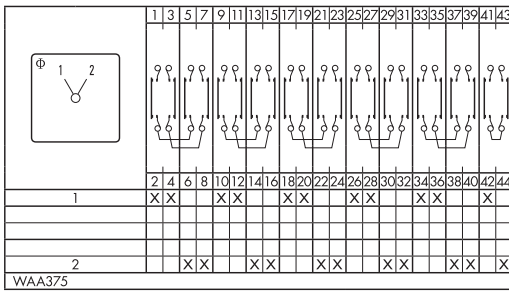 1 3 5 7 9 11 13 15 17 19 21 23 25 27 29 31 33 35 37 39 41 43
Φ 1 2
2 4 6 8 10 12 14 16 18 20 22 24 26 28 30 32 34 36 38 40 42 44
1 X X X X X X X X X X X
2 X X X X X X X X X X X
WAA375